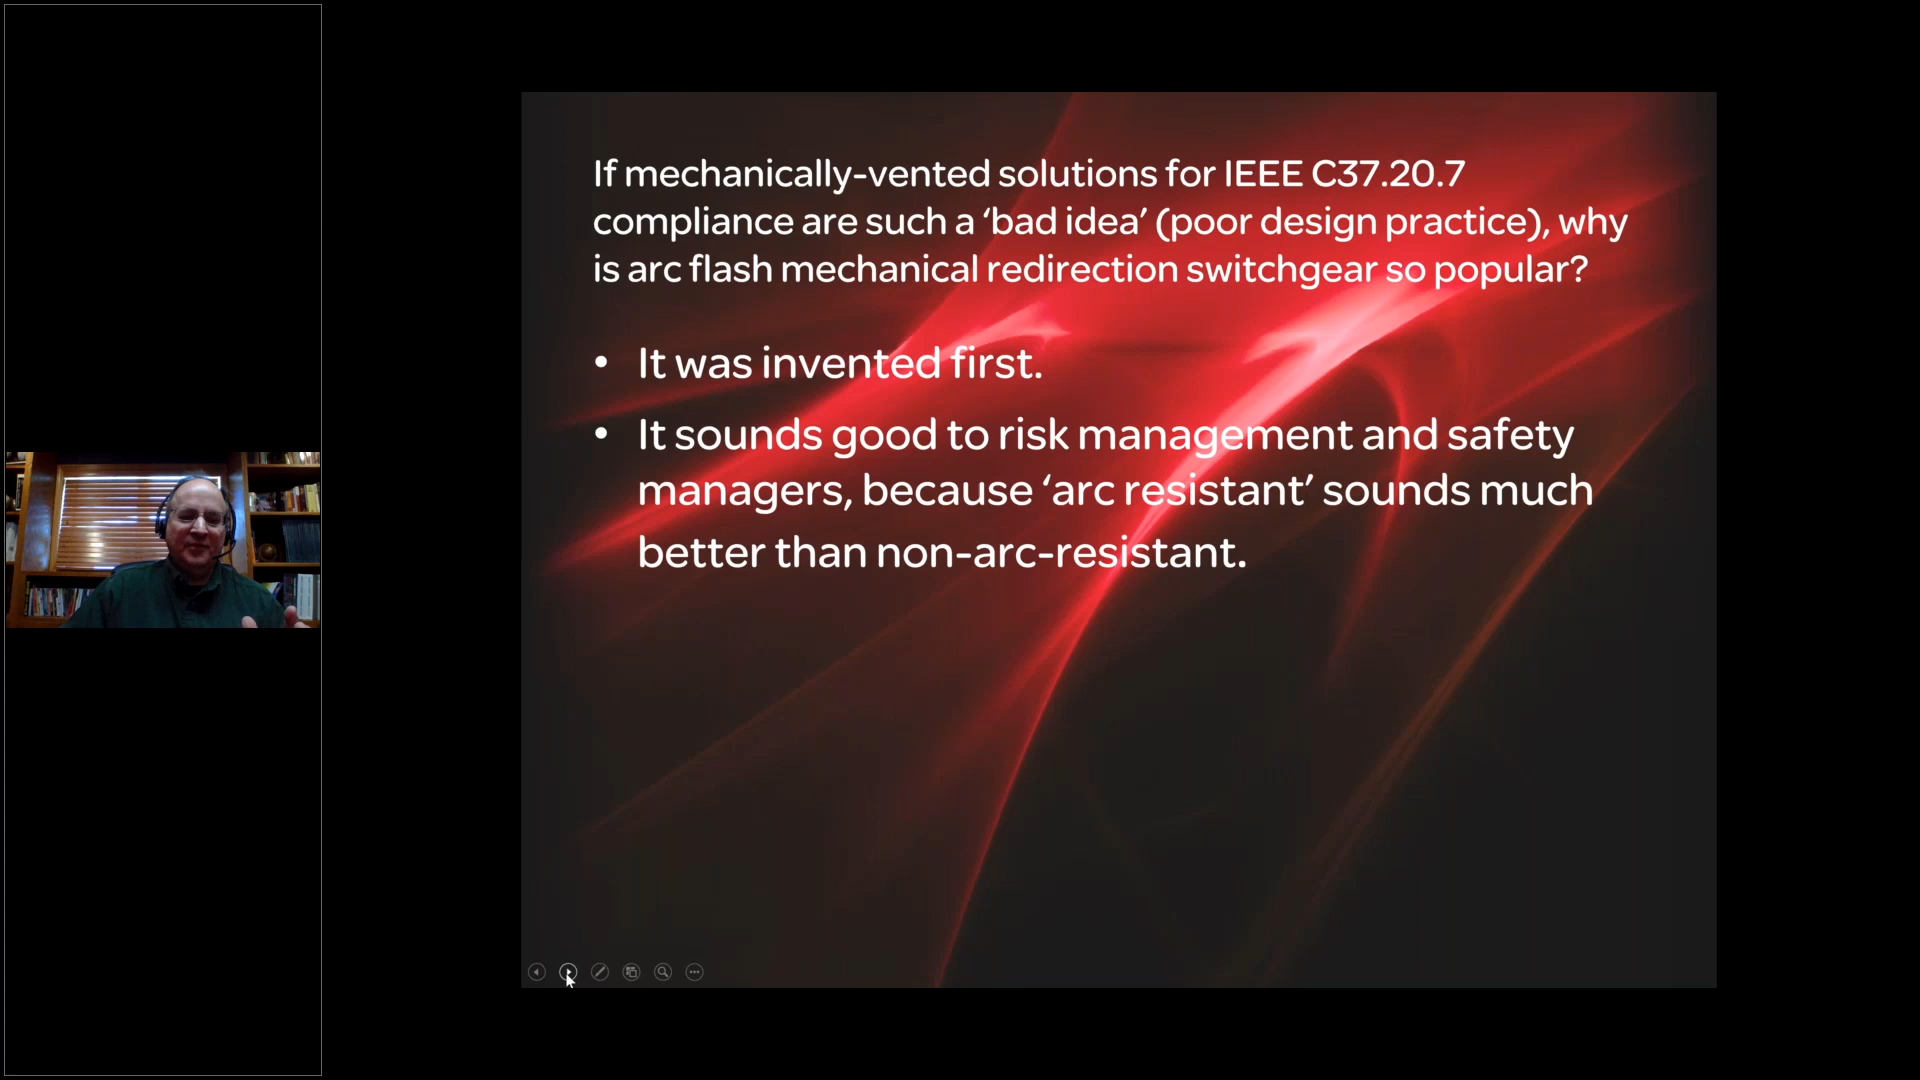 If mechanically-vented solutions for IEEE C37.20.7
compliance are such a ‘bad idea’ (poor design practice), why
is arc flash mechanical redirection switchgear so popular?
• It was invented first.
• It sounds good to risk management and safety
managers, because ‘arc resistant’ sounds much
better than non-arc-resistant.